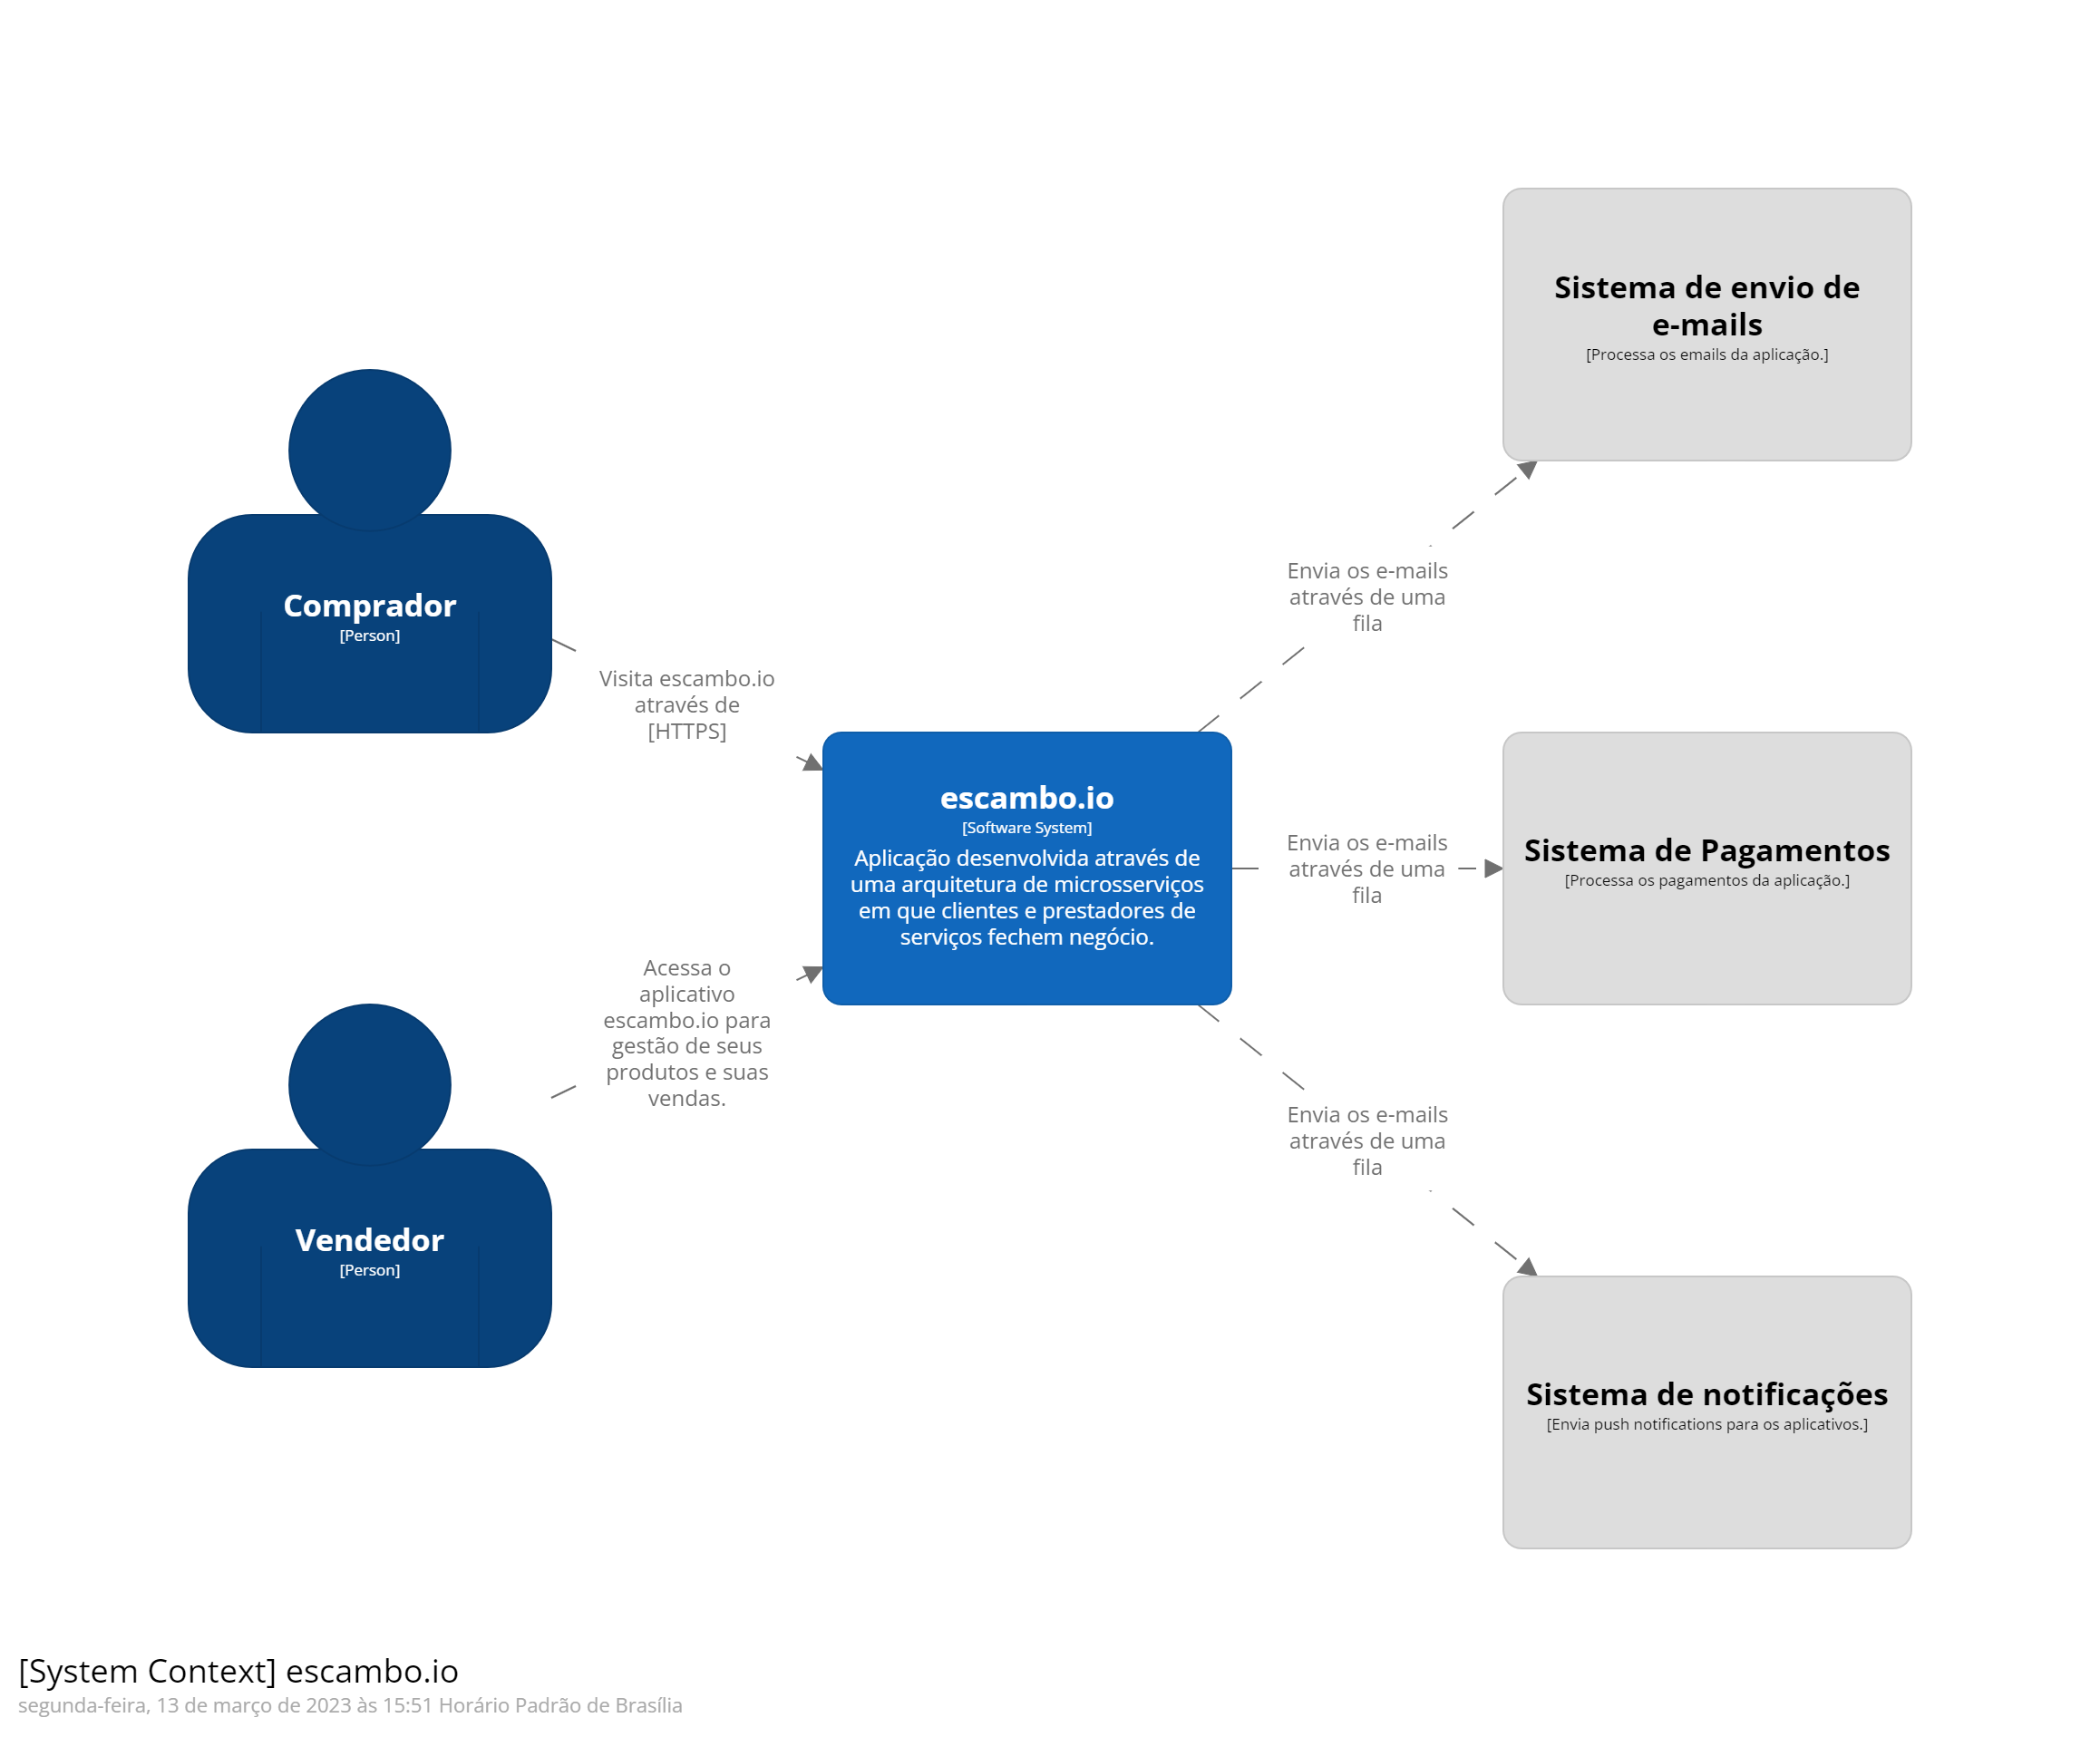 Comprador
[Person]
Visita escambo.io
através de
[HTTPS]
Vendedor
[Person]
Acessa o
aplicativo
escambo.io para
gestão de seus
produtos e suas
vendas.
escambo.io
[Software System]
Aplicação desenvolvida através de
uma arquitetura de microsserviços
em que clientes e prestadores de
serviços fechem negócio.
Envia os e-mails
através de uma
fila
Sistema de envio de
e-mails
[Processa os emails da aplicação.]
Envia os e-mails
através de uma
fila
Sistema de Pagamentos
[Processa os pagamentos da aplicação.]
Envia os e-mails
através de uma
fila
Sistema de notificações
[Envia push notifications para os aplicativos.]
[System Context] escambo.io
segunda-feira, 13 de março de 2023 às 15:51 Horário Padrão de Brasília